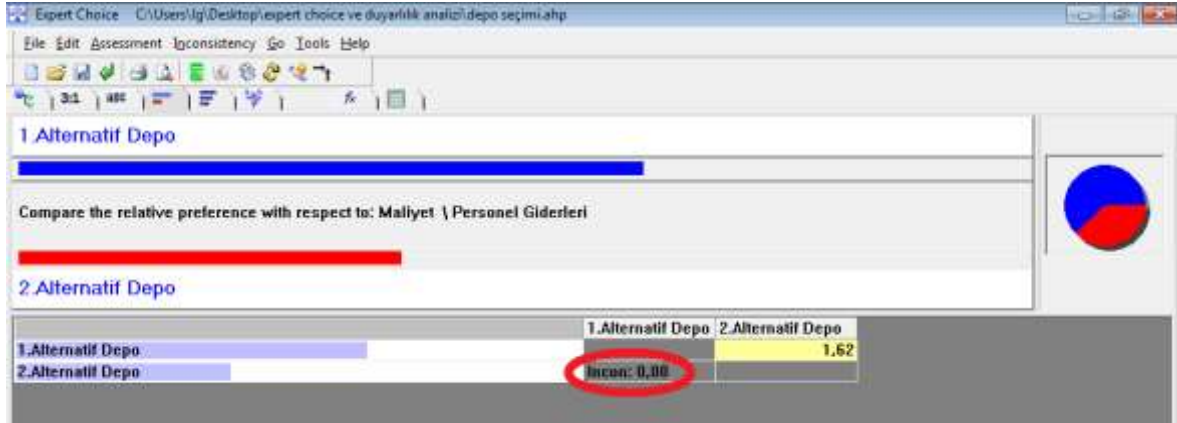 Expert Choice C:\Users\lg\Desktop\expert choice ve duyarlılık analizi\depo seçimi.ahp
File Edit Assessment Inconsistency Go Tools Help
3:1 ABC
1.Alternatif Depo
Compare the relative preference with respect to: Maliyet \ Personel Giderleri
2.Alternatif Depo
1.Alternatif Depo 2.Alternatif Depo
1.Alternatif Depo 1,62
2.Alternatif Depo Incon: 0,00